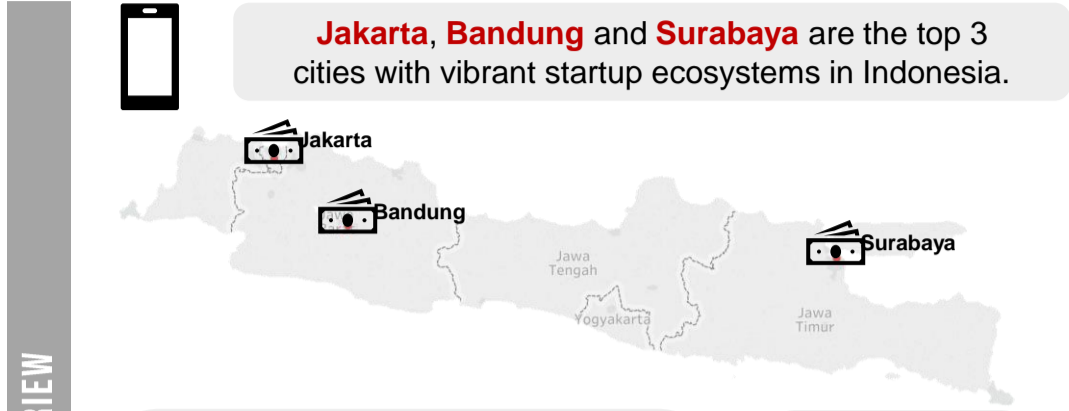 Jakarta, Bandung and Surabaya are the top 3
cities with vibrant startup ecosystems in Indonesia.
Jakarta
Bandung
Surabaya
Jawa
Tengah
Yogyakarta
Jawa
Timur